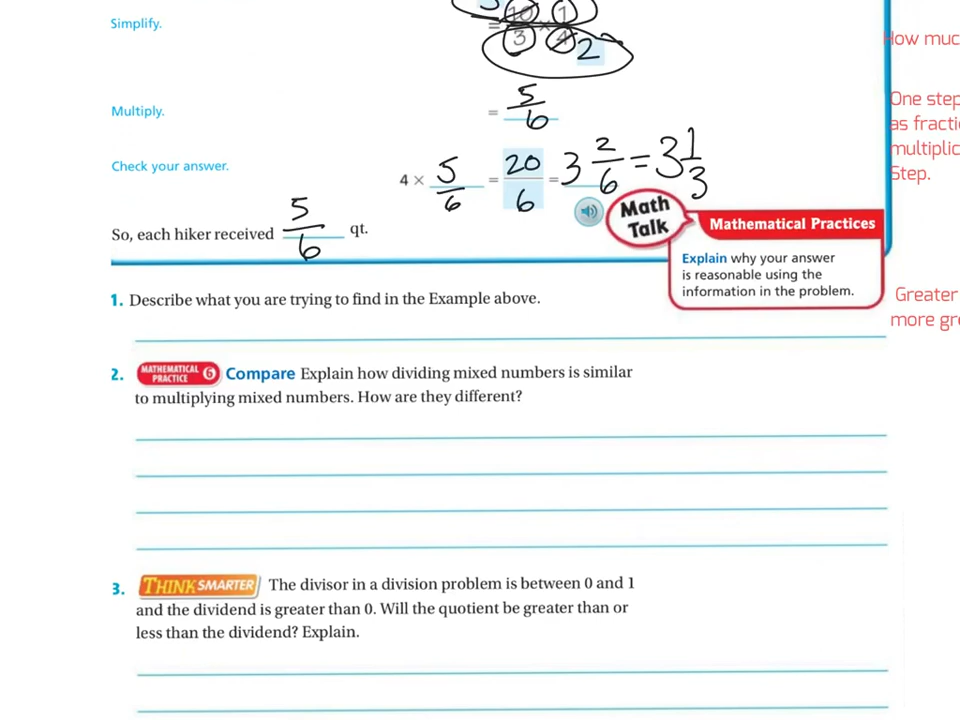 Simplify.
= 10/3 × 1/4 2
Multiply.
= 5/6
Check your answer.
4 × 5/6 = 20/6 = 3 2/6 = 3 1/3
So, each hiker received 5/6 qt.
Math Talk
Mathematical Practices
Explain why your answer
is reasonable using the
information in the problem.
1. Describe what you are trying to find in the Example above.
2. MATHEMATICAL PRACTICE 6 Compare Explain how dividing mixed numbers is similar
to multiplying mixed numbers. How are they different?
3. THINK SMARTER The divisor in a division problem is between 0 and 1
and the dividend is greater than 0. Will the quotient be greater than or
less than the dividend? Explain.
How muc
One step
as fracti
multiplic
Step.
Greater
more gre